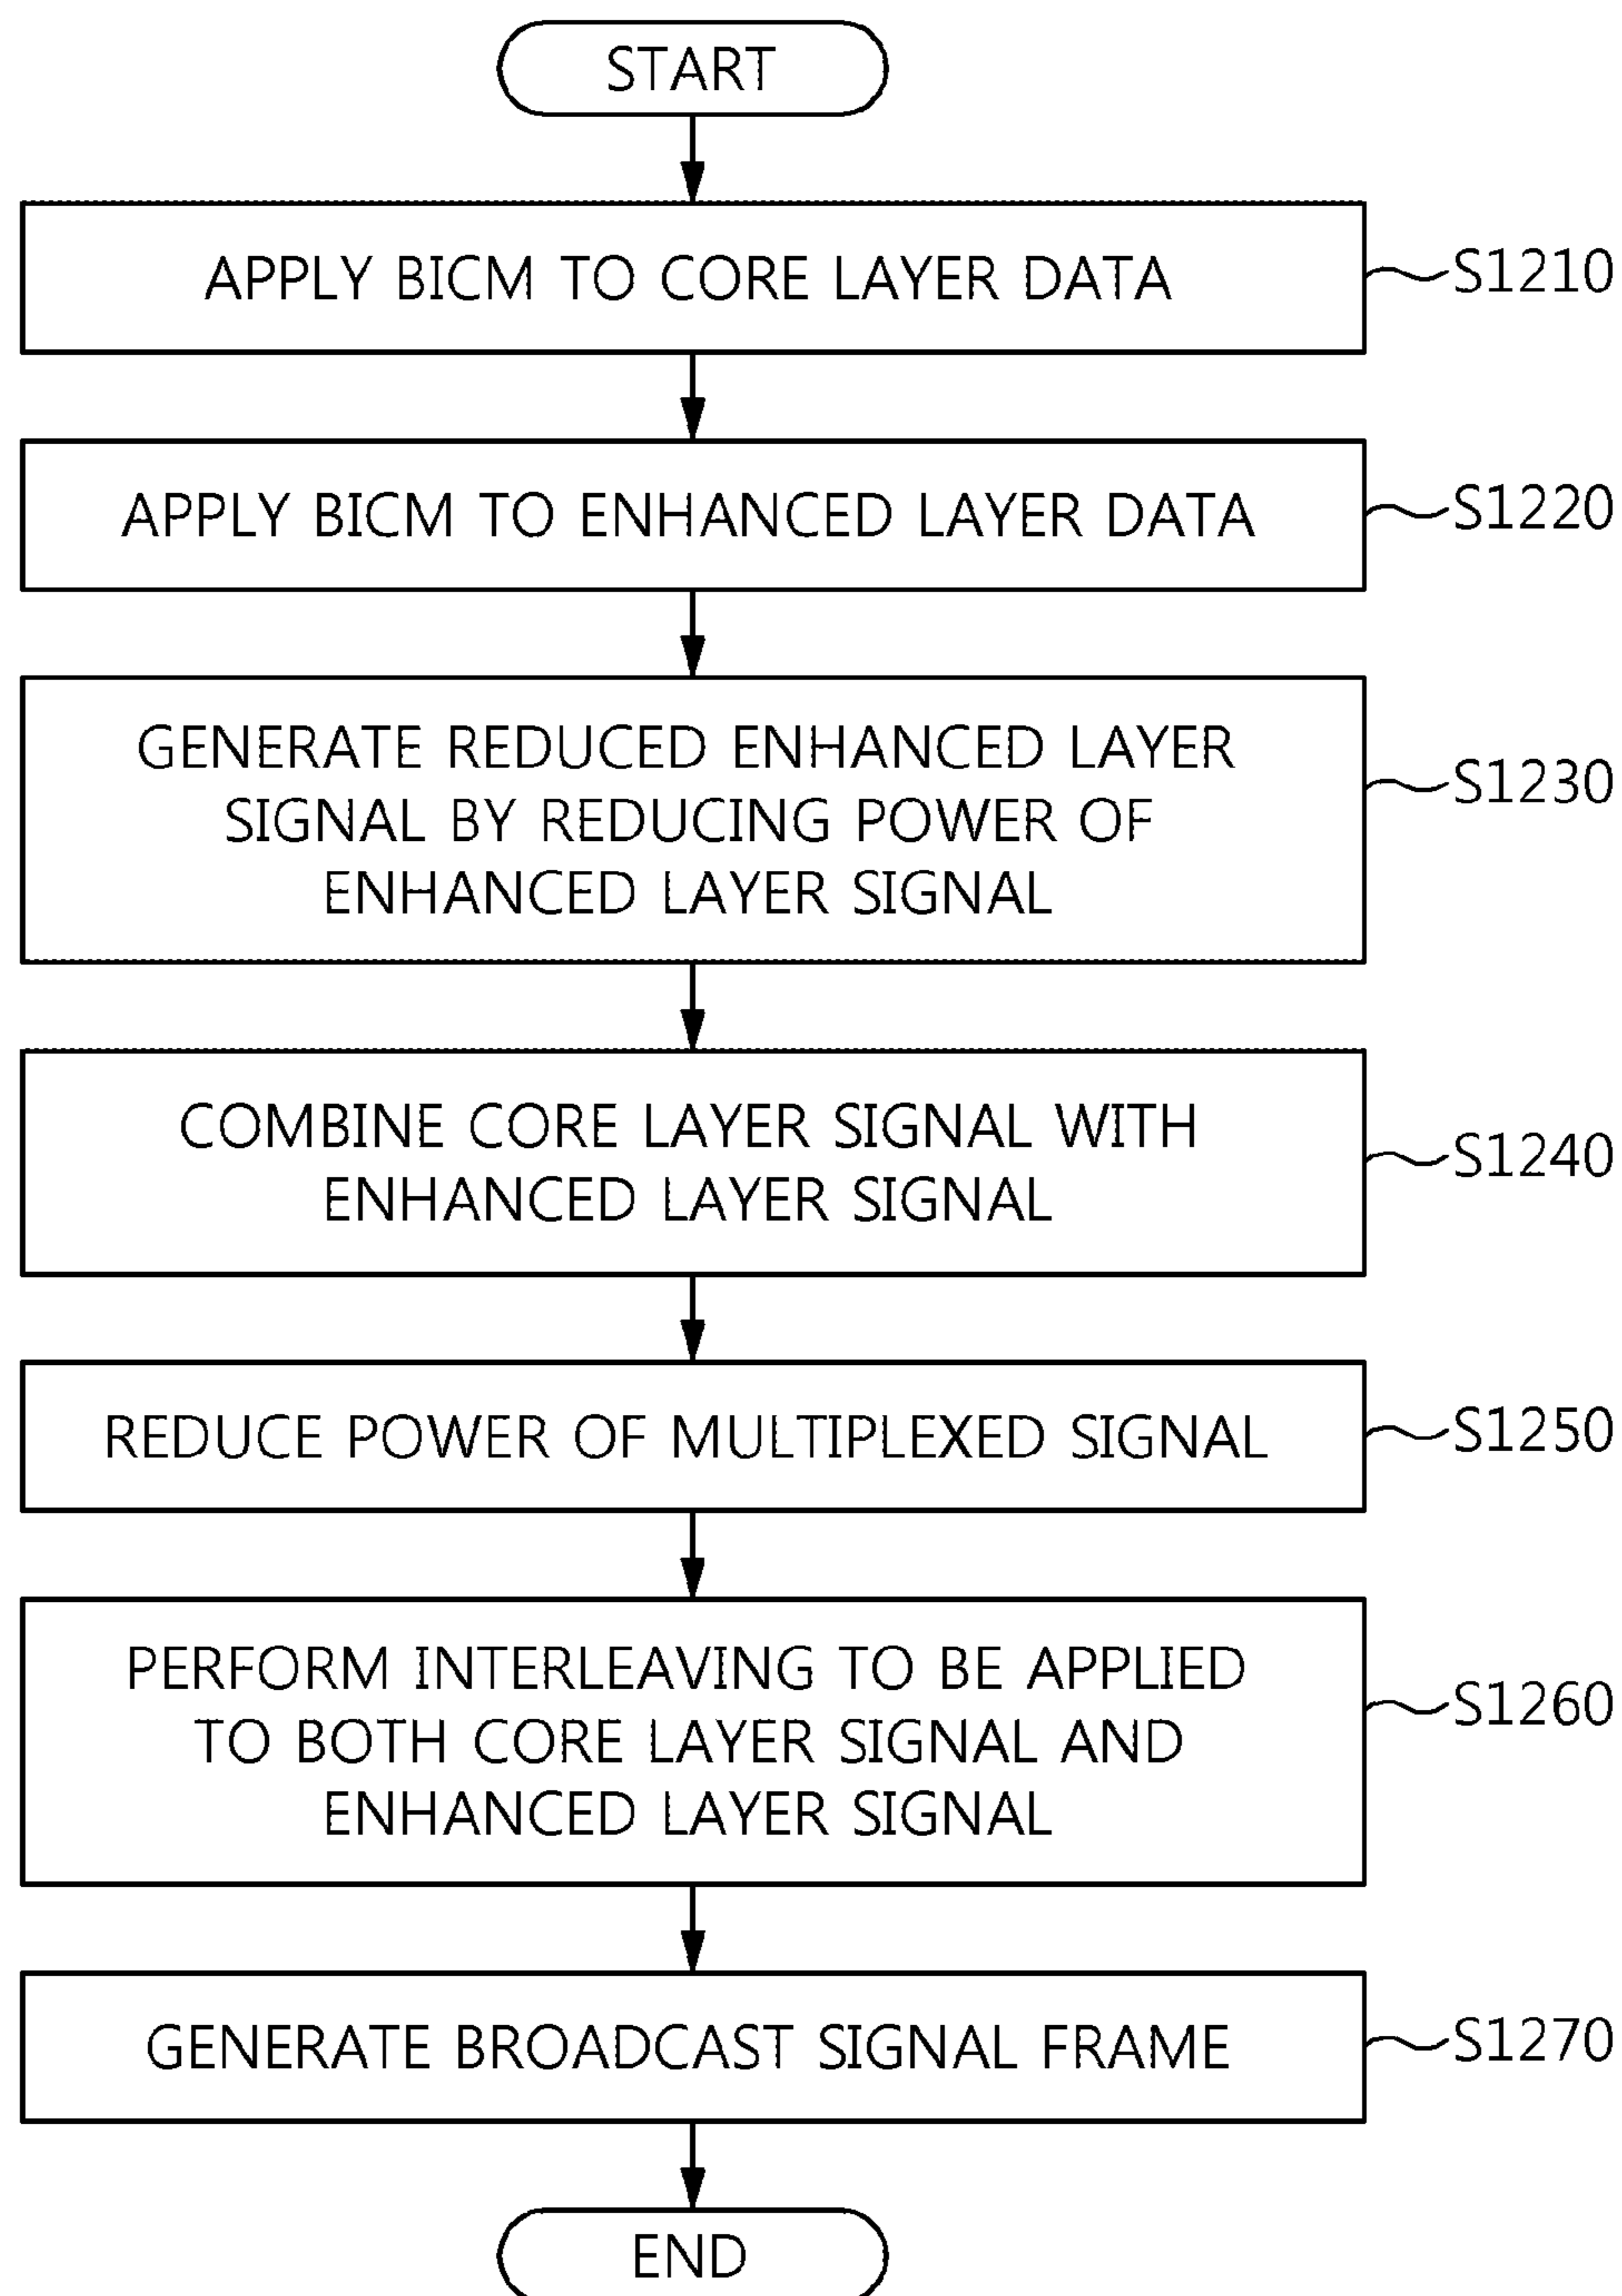 START
APPLY BICM TO CORE LAYER DATA
S1210
APPLY BICM TO ENHANCED LAYER DATA
S1220
GENERATE REDUCED ENHANCED LAYER
SIGNAL BY REDUCING POWER OF
ENHANCED LAYER SIGNAL
S1230
COMBINE CORE LAYER SIGNAL WITH
ENHANCED LAYER SIGNAL
S1240
REDUCE POWER OF MULTIPLEXED SIGNAL
S1250
PERFORM INTERLEAVING TO BE APPLIED
TO BOTH CORE LAYER SIGNAL AND
ENHANCED LAYER SIGNAL
S1260
GENERATE BROADCAST SIGNAL FRAME
S1270
END